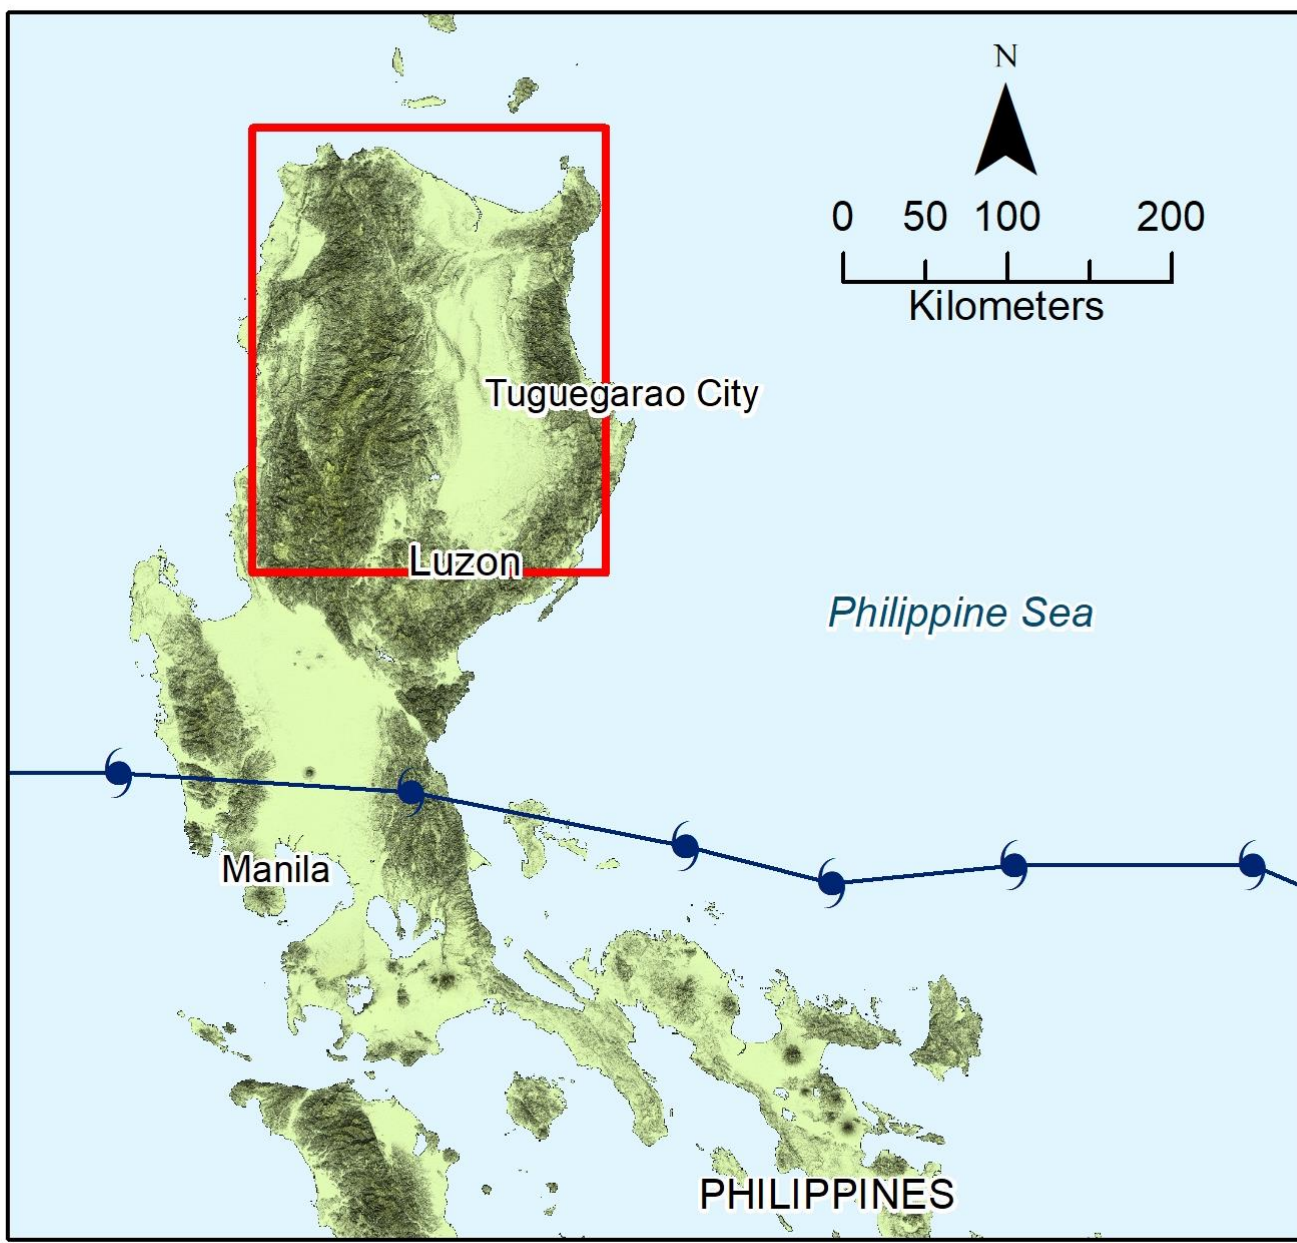 N
0 50 100 200
Kilometers
Tuguegarao City
Luzon
Philippine Sea
Manila
PHILIPPINES